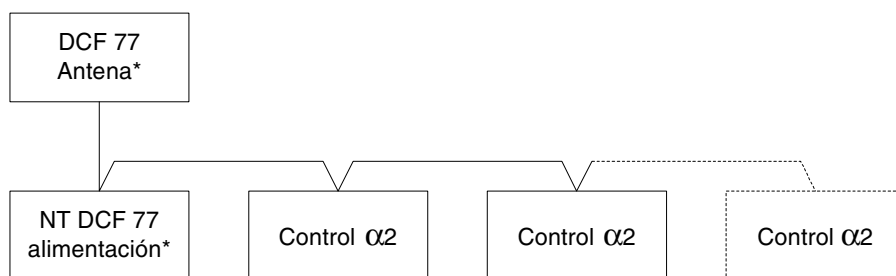 DCF 77
Antena*
NT DCF 77
alimentación*
Control α2
Control α2
Control α2